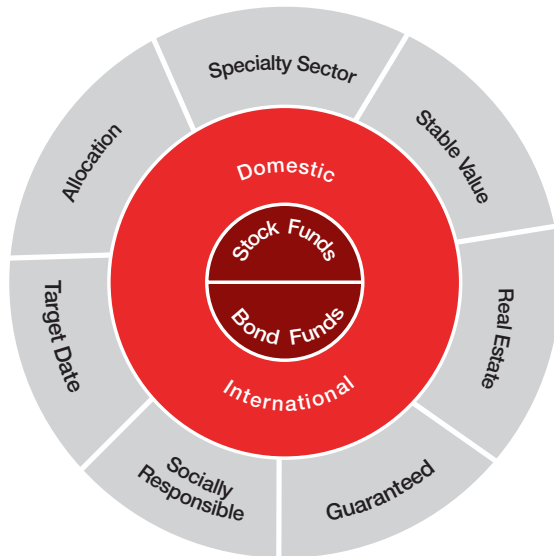 Specialty Sector
Stable Value
Real Estate
Guaranteed
Socially
Responsible
Target Date
Allocation
Domestic
Stock Funds
Bond Funds
International